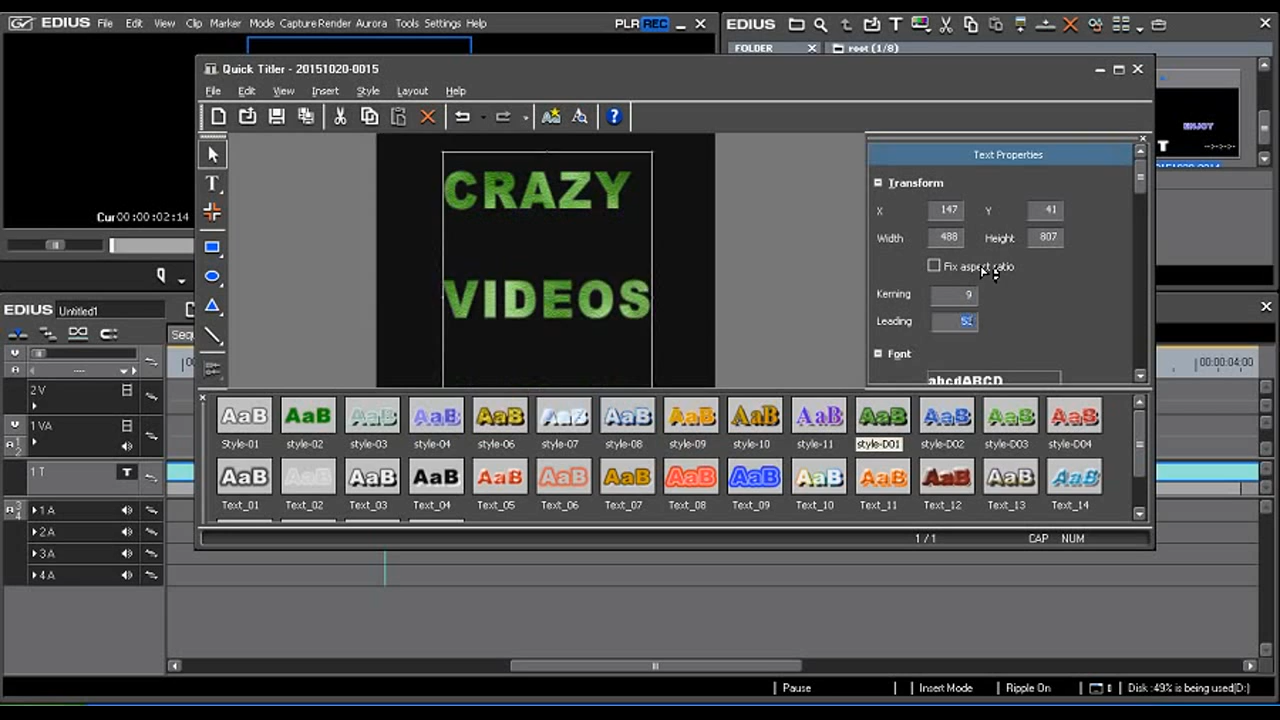 EDIUS File Edit View Clip Marker Mode Capture Render Aurora Tools Settings Help PLR REC
EDIUS
FOLDER root (1/8)
Quick Titler - 20151020-0015
File Edit View Insert Style Layout Help
CRAZY
VIDEOS
Text Properties
Transform
X 147 Y 41
Width 488 Height 807
Fix aspect ratio
Kerning 9
Leading
Font
abcdABCD
ENJOY
Cur 00:00:02:14
EDIUS Untitled1
Seq
00:00:04:00
2 V
1 VA
1 T T
1 A
2 A
3 A
4 A
AaB AaB AaB AaB AaB AaB AaB AaB AaB AaB AaB AaB AaB AaB
Style-01 style-02 style-03 style-04 style-06 style-07 style-08 style-09 style-10 style-11 style-D01 style-D02 style-D03 style-D04
AaB AaB AaB AaB AaB AaB AaB AaB AaB AaB AaB AaB AaB AaB
Text_01 Text_02 Text_03 Text_04 Text_05 Text_06 Text_07 Text_08 Text_09 Text_10 Text_11 Text_12 Text_13 Text_14
1 / 1 CAP NUM
Pause Insert Mode Ripple On Disk :49% is being used(D:)